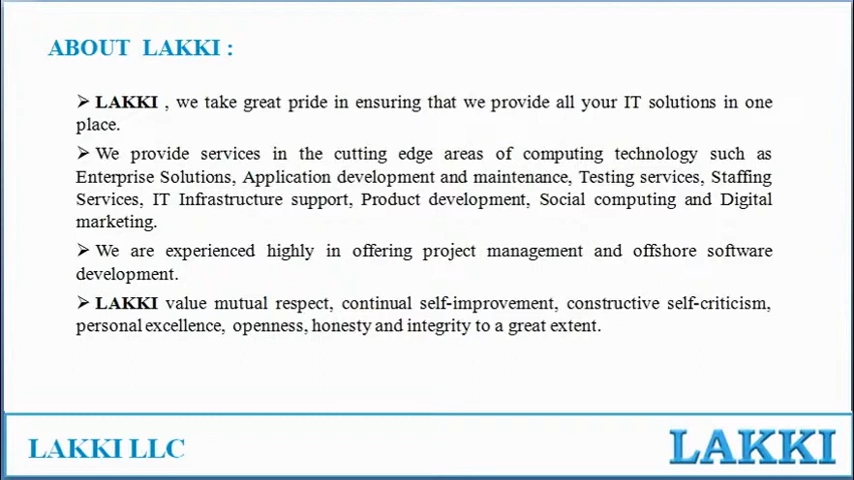 ABOUT LAKKI :
➢ LAKKI , we take great pride in ensuring that we provide all your IT solutions in one
place.
➢ We provide services in the cutting edge areas of computing technology such as
Enterprise Solutions, Application development and maintenance, Testing services, Staffing
Services, IT Infrastructure support, Product development, Social computing and Digital
marketing.
➢ We are experienced highly in offering project management and offshore software
development.
➢ LAKKI value mutual respect, continual self-improvement, constructive self-criticism,
personal excellence, openness, honesty and integrity to a great extent.
LAKKI LLC
LAKKI